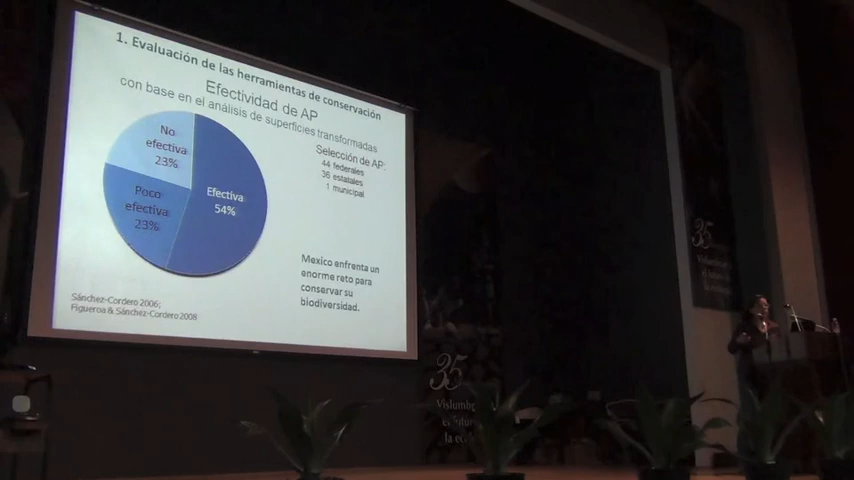 1. Evaluación de las herramientas de conservación
Efectividad de AP
con base en el análisis de superficies transformadas
No efectiva
23%
Poco efectiva
23%
Efectiva
54%
Selección de AP:
44 federales
36 estatales
1 municipal
Mexico enfrenta un
enorme reto para
conservar su
biodiversidad.
Sánchez-Cordero 2006;
Figueroa & Sánchez-Cordero 2008
35
35